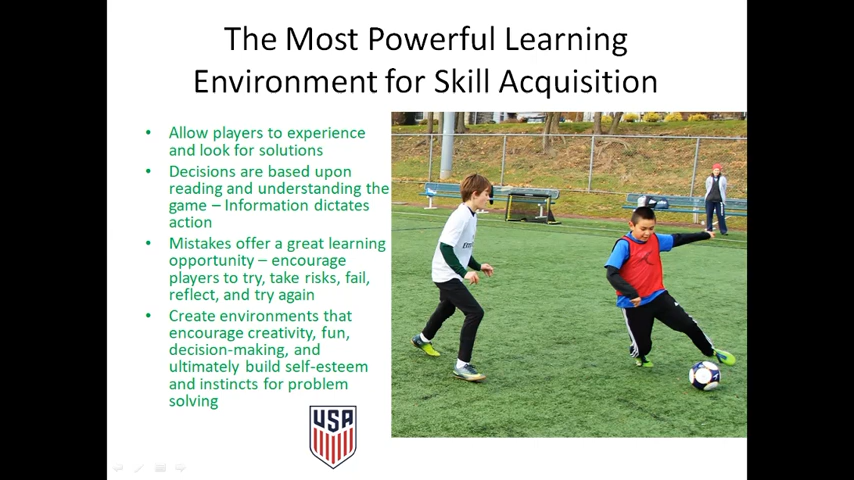 The Most Powerful Learning
Environment for Skill Acquisition
• Allow players to experience
and look for solutions
• Decisions are based upon
reading and understanding the
game – Information dictates
action
• Mistakes offer a great learning
opportunity – encourage
players to try, take risks, fail,
reflect, and try again
• Create environments that
encourage creativity, fun,
decision-making, and
ultimately build self-esteem
and instincts for problem
solving
USA